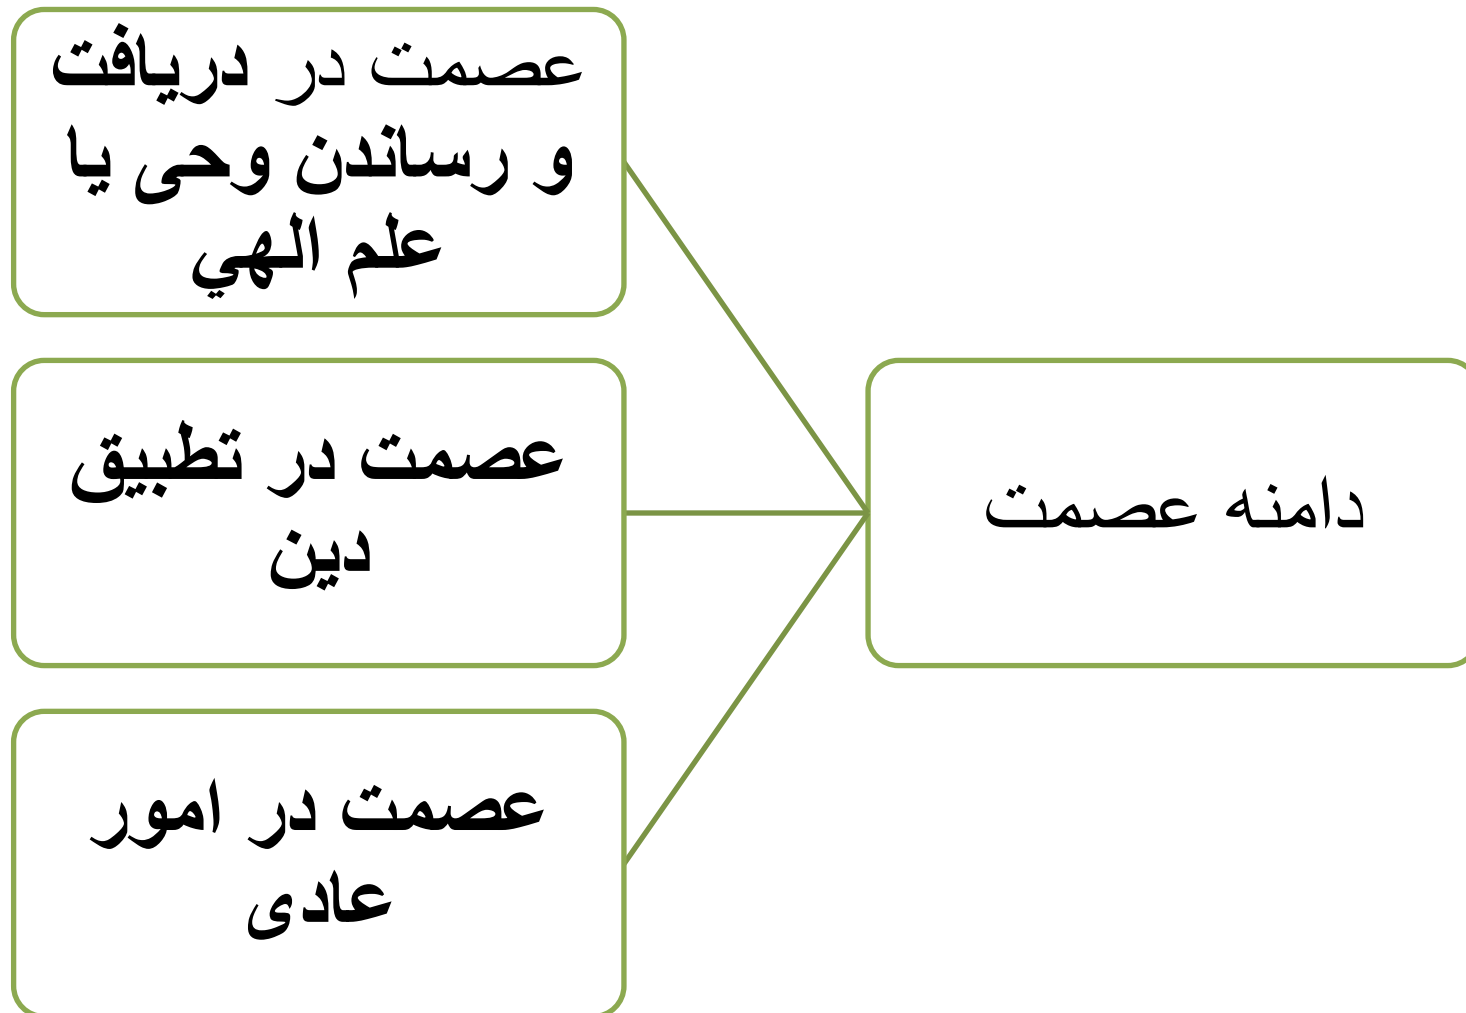 دامنه عصمت
عصمت در دریافت
و رساندن وحی یا
علم الهي
عصمت در تطبیق
دین
عصمت در امور
عادی